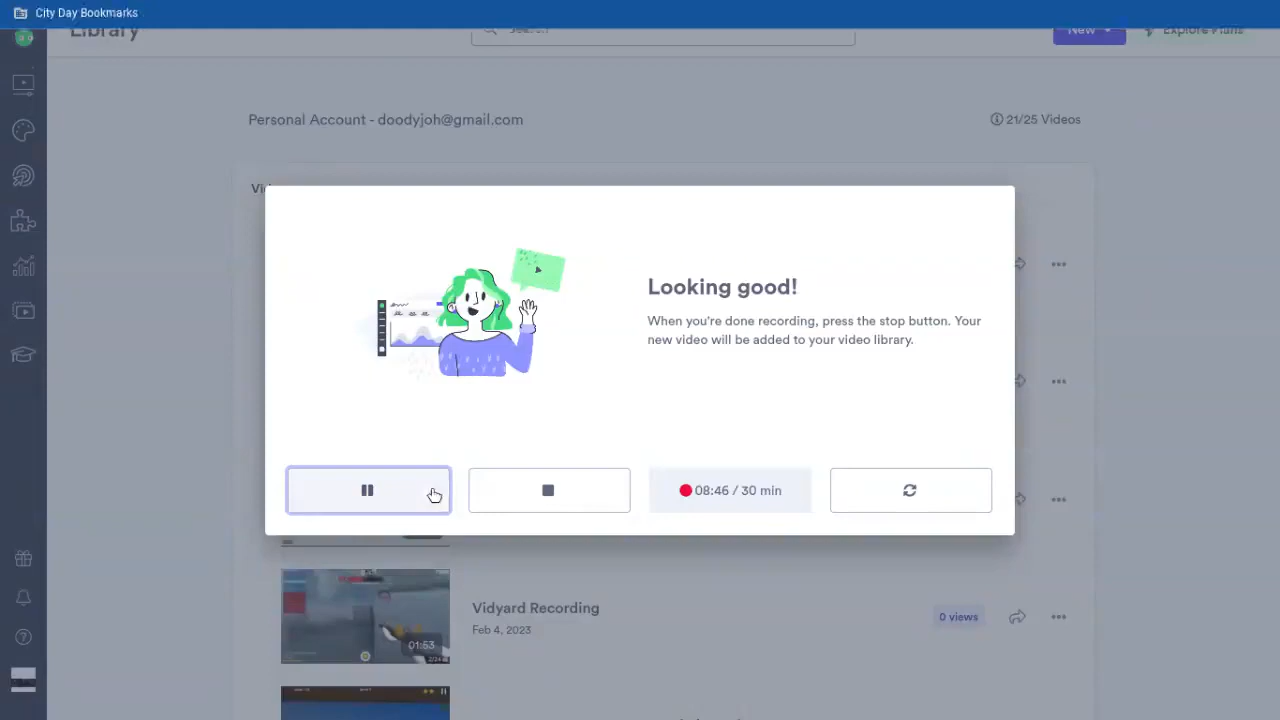 City Day Bookmarks
Library
Search
New
Explore Plans
Personal Account - doodyjoh@gmail.com
21/25 Videos
Looking good!
When you're done recording, press the stop button. Your
new video will be added to your video library.
08:46 / 30 min
Vidyard Recording
0 views
Feb 4, 2023
01:53